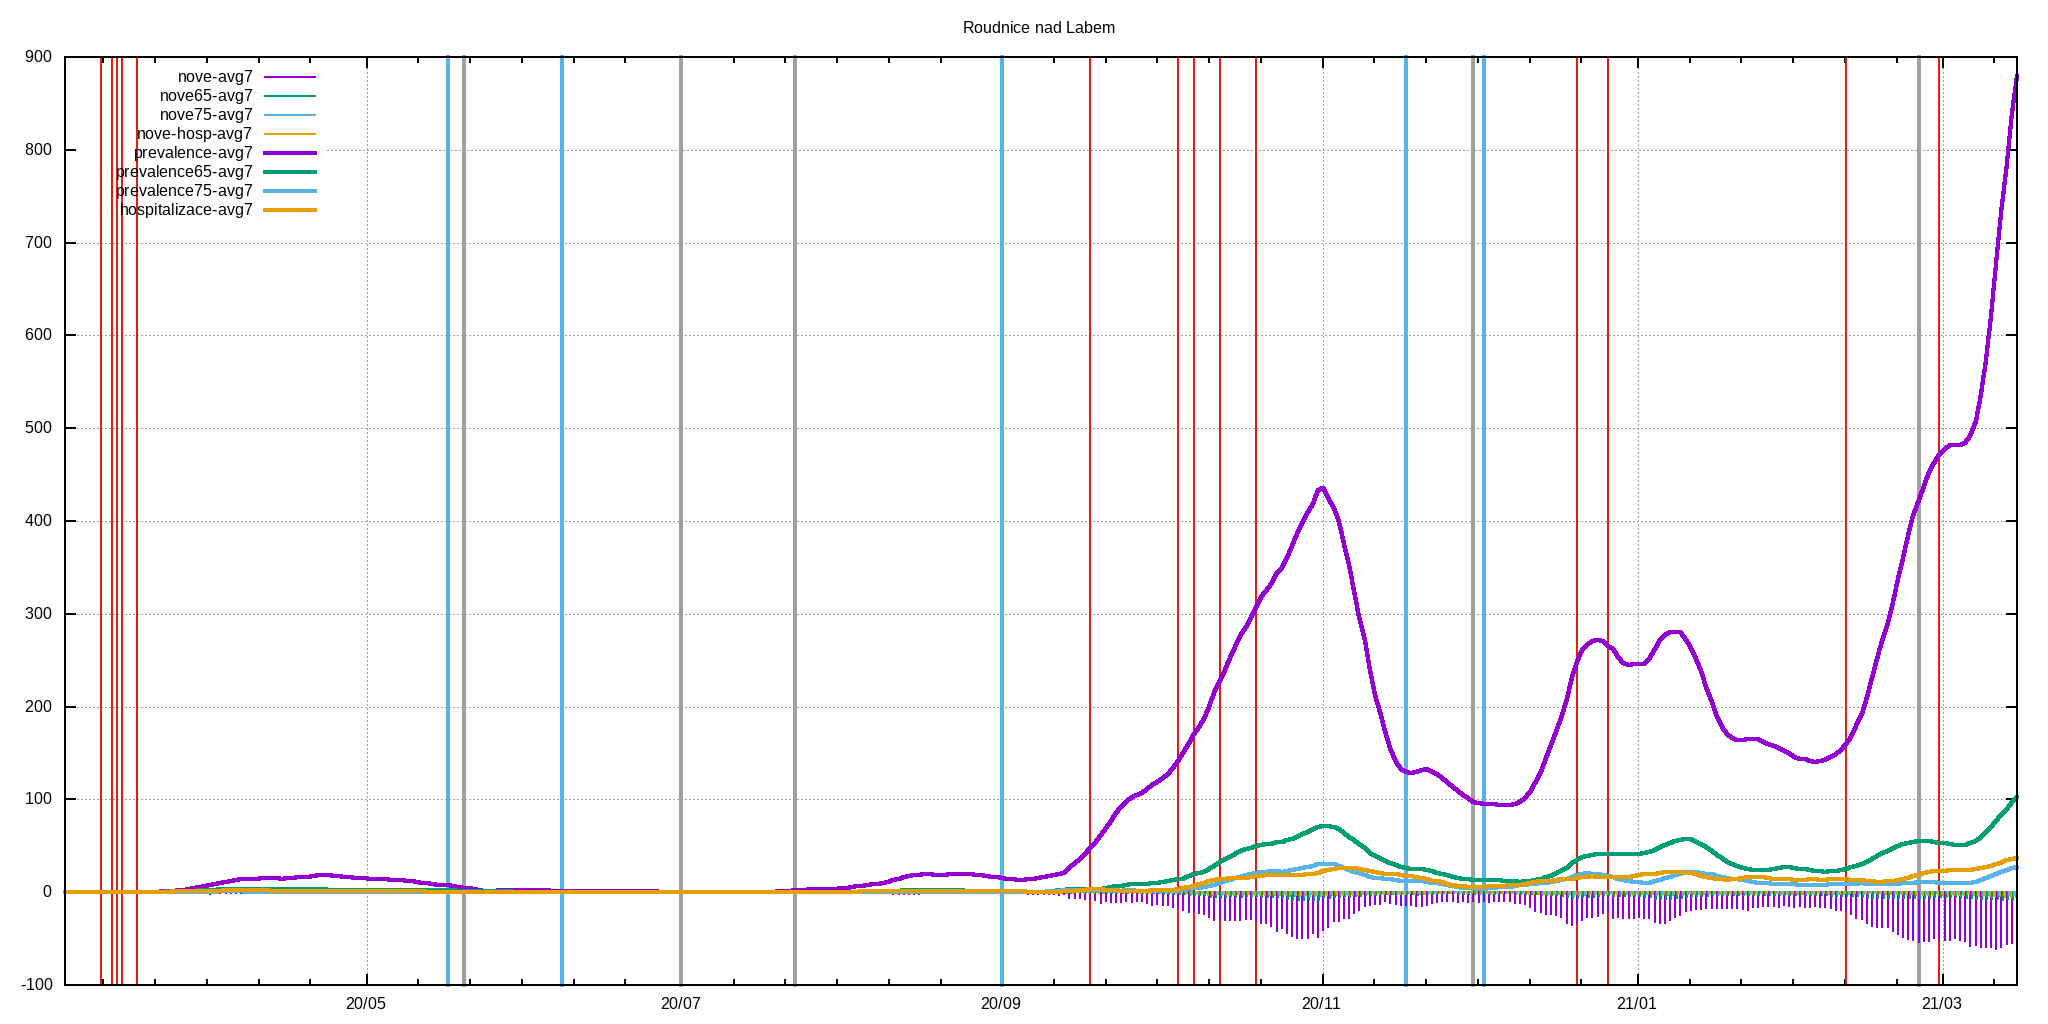 Roudnice nad Labem
900
800
700
600
500
400
300
200
100
0
-100
nove-avg7
nove65-avg7
nove75-avg7
nove-hosp-avg7
prevalence-avg7
prevalence65-avg7
prevalence75-avg7
hospitalizace-avg7
20/05
20/07
20/09
20/11
21/01
21/03